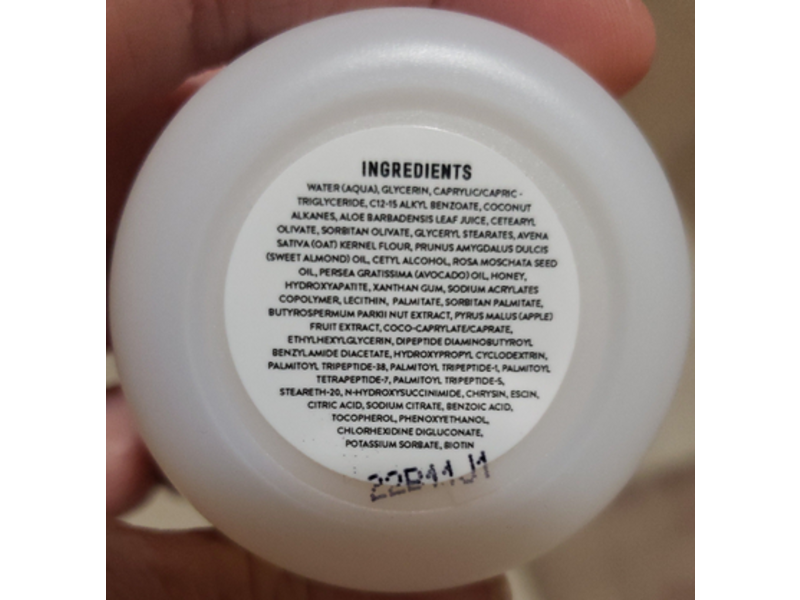 INGREDIENTS
WATER (AQUA), GLYCERIN, CAPRYLIC/CAPRIC -
TRIGLYCERIDE, C12-15 ALKYL BENZOATE, COCONUT
ALKANES, ALOE BARBADENSIS LEAF JUICE, CETEARYL
OLIVATE, SORBITAN OLIVATE, GLYCERYL STEARATES, AVENA
SATIVA (OAT) KERNEL FLOUR, PRUNUS AMYGDALUS DULCIS
(SWEET ALMOND) OIL, CETYL ALCOHOL, ROSA MOSCHATA SEED
OIL, PERSEA GRATISSIMA (AVOCADO) OIL, HONEY,
HYDROXYAPATITE, XANTHAN GUM, SODIUM ACRYLATES
COPOLYMER, LECITHIN, PALMITATE, SORBITAN PALMITATE,
BUTYROSPERMUM PARKII NUT EXTRACT, PYRUS MALUS (APPLE)
FRUIT EXTRACT, COCO-CAPRYLATE/CAPRATE,
ETHYLHEXYLGLYCERIN, DIPEPTIDE DIAMINOBUTYROYL
BENZYLAMIDE DIACETATE, HYDROXYPROPYL CYCLODEXTRIN,
PALMITOYL TRIPEPTIDE-38, PALMITOYL TRIPEPTIDE-1, PALMITOYL
TETRAPEPTIDE-7, PALMITOYL TRIPEPTIDE-5,
STEARETH-20, N-HYDROXYSUCCINIMIDE, CHRYSIN, ESCIN,
CITRIC ACID, SODIUM CITRATE, BENZOIC ACID,
TOCOPHEROL, PHENOXYETHANOL,
CHLORHEXIDINE DIGLUCONATE,
POTASSIUM SORBATE, BIOTIN
22B11J1